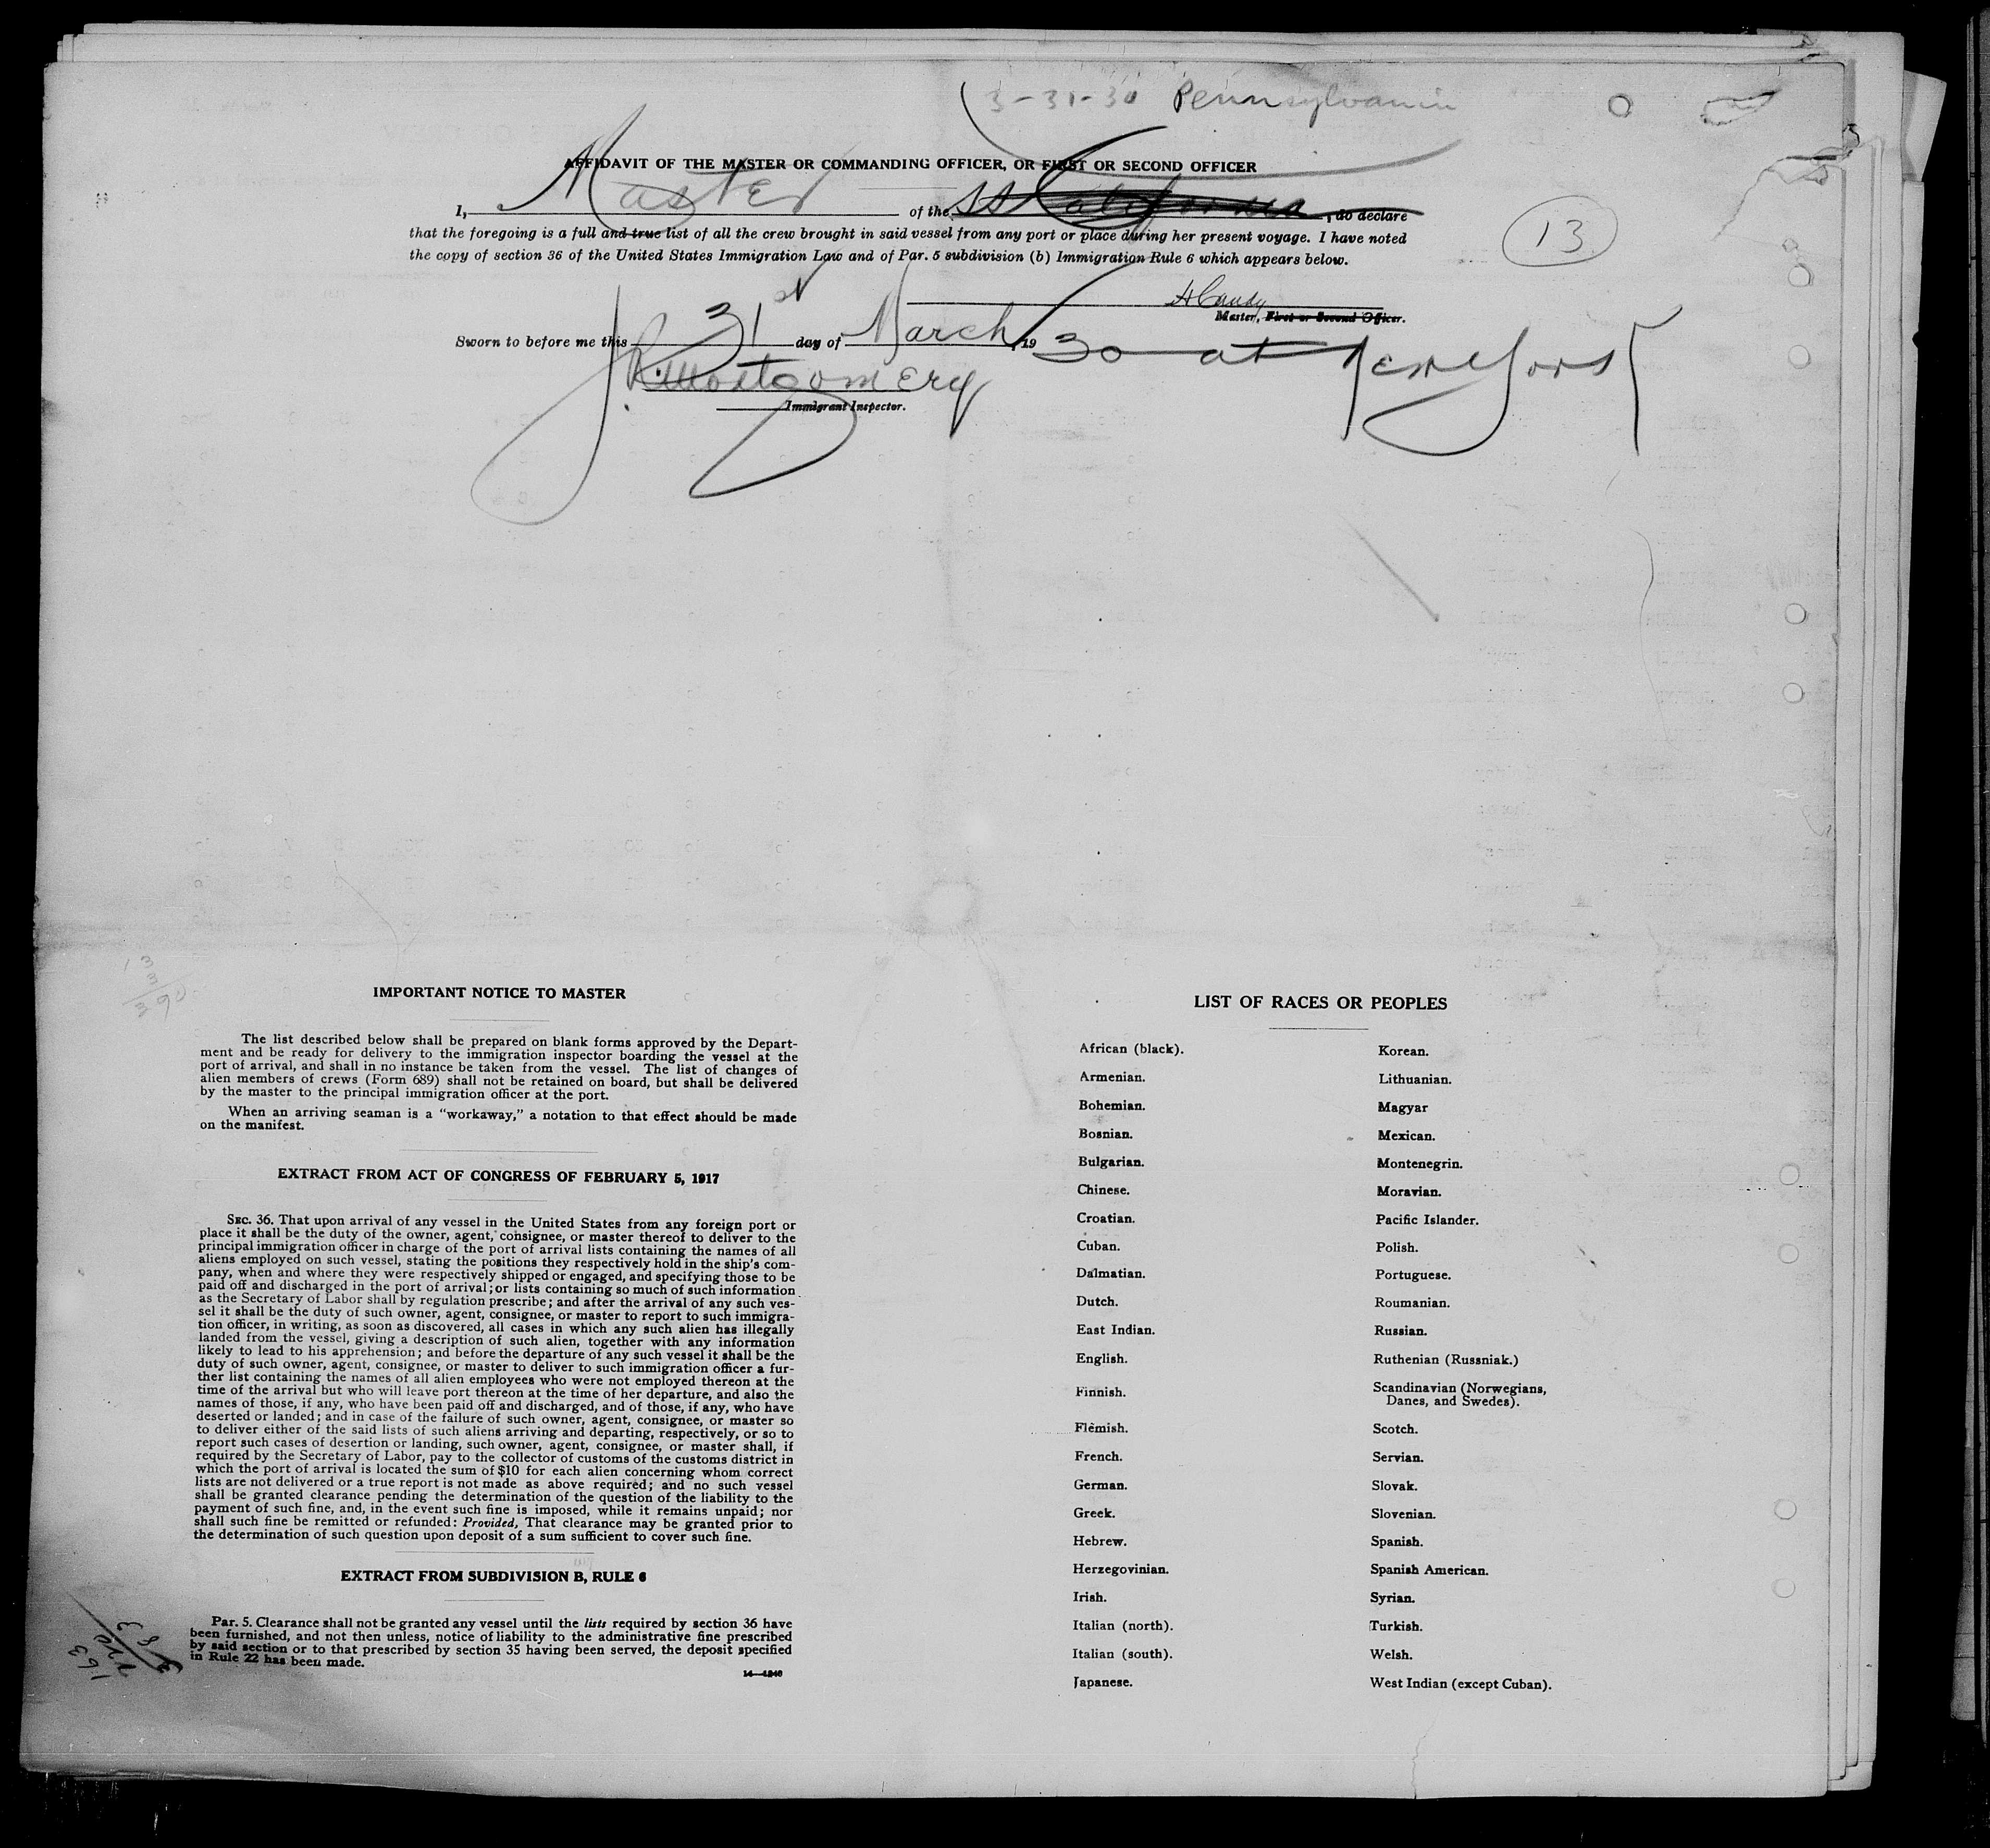 3-31-30 Pennsylvania
AFFIDAVIT OF THE MASTER OR COMMANDING OFFICER, OR FIRST OR SECOND OFFICER
I, Master of the SS California, do declare
that the foregoing is a full and true list of all the crew brought in said vessel from any port or place during her present voyage. I have noted
the copy of section 36 of the United States Immigration Law and of Par. 5 subdivision (b) Immigration Rule 6 which appears below.
13
Master, First or Second Officer.
Sworn to before me this 31st day of March, 1930 at New York
Montgomery
Immigrant Inspector.
13
3
390
IMPORTANT NOTICE TO MASTER
The list described below shall be prepared on blank forms approved by the Depart-
ment and be ready for delivery to the immigration inspector boarding the vessel at the
port of arrival, and shall in no instance be taken from the vessel. The list of changes of
alien members of crews (Form 689) shall not be retained on board, but shall be delivered
by the master to the principal immigration officer at the port.
When an arriving seaman is a "workaway," a notation to that effect should be made
on the manifest.
EXTRACT FROM ACT OF CONGRESS OF FEBRUARY 5, 1917
SEC. 36. That upon arrival of any vessel in the United States from any foreign port or
place it shall be the duty of the owner, agent, consignee, or master thereof to deliver to the
principal immigration officer in charge of the port of arrival lists containing the names of all
aliens employed on such vessel, stating the positions they respectively hold in the ship's com-
pany, when and where they were respectively shipped or engaged, and specifying those to be
paid off and discharged in the port of arrival; or lists containing so much of such information
as the Secretary of Labor shall by regulation prescribe; and after the arrival of any such ves-
sel it shall be the duty of such owner, agent, consignee, or master to report to such immigra-
tion officer, in writing, as soon as discovered, all cases in which any such alien has illegally
landed from the vessel, giving a description of such alien, together with any information
likely to lead to his apprehension; and before the departure of any such vessel it shall be the
duty of such owner, agent, consignee, or master to deliver to such immigration officer a fur-
ther list containing the names of all alien employees who were not employed thereon at the
time of the arrival but who will leave port thereon at the time of her departure, and also the
names of those, if any, who have been paid off and discharged, and of those, if any, who have
deserted or landed; and in case of the failure of such owner, agent, consignee, or master so
to deliver either of the said lists of such aliens arriving and departing, respectively, or so to
report such cases of desertion or landing, such owner, agent, consignee, or master shall, if
required by the Secretary of Labor, pay to the collector of customs of the customs district in
which the port of arrival is located the sum of $10 for each alien concerning whom correct
lists are not delivered or a true report is not made as above required; and no such vessel
shall be granted clearance pending the determination of the question of the liability to the
payment of such fine, and, in the event such fine is imposed, while it remains unpaid; nor
shall such fine be remitted or refunded: Provided, That clearance may be granted prior to
the determination of such question upon deposit of a sum sufficient to cover such fine.
EXTRACT FROM SUBDIVISION B, RULE 6
Par. 5. Clearance shall not be granted any vessel until the lists required by section 36 have
been furnished, and not then unless, notice of liability to the administrative fine prescribed
by said section or to that prescribed by section 35 having been served, the deposit specified
in Rule 22 has been made.
14—4240
163
LIST OF RACES OR PEOPLES
African (black).
Armenian.
Bohemian.
Bosnian.
Bulgarian.
Chinese.
Croatian.
Cuban.
Dalmatian.
Dutch.
East Indian.
English.
Finnish.
Flemish.
French.
German.
Greek.
Hebrew.
Herzegovinian.
Irish.
Italian (north).
Italian (south).
Japanese.
Korean.
Lithuanian.
Magyar
Mexican.
Montenegrin.
Moravian.
Pacific Islander.
Polish.
Portuguese.
Roumanian.
Russian.
Ruthenian (Russniak.)
Scandinavian (Norwegians,
Danes, and Swedes).
Scotch.
Servian.
Slovak.
Slovenian.
Spanish.
Spanish American.
Syrian.
Turkish.
Welsh.
West Indian (except Cuban).